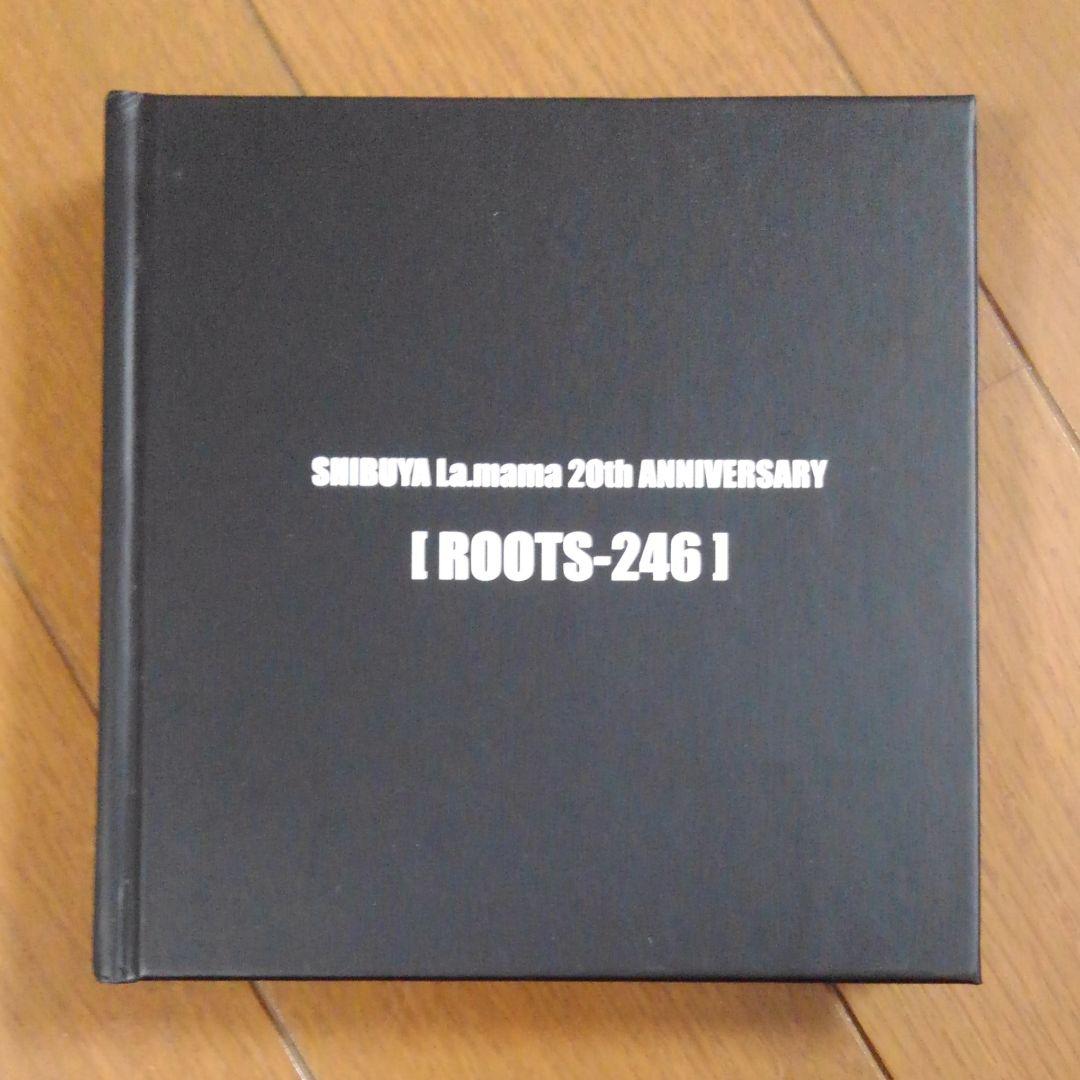 SHIBUYA La.mama 20th ANNIVERSARY
[ ROOTS-246 ]